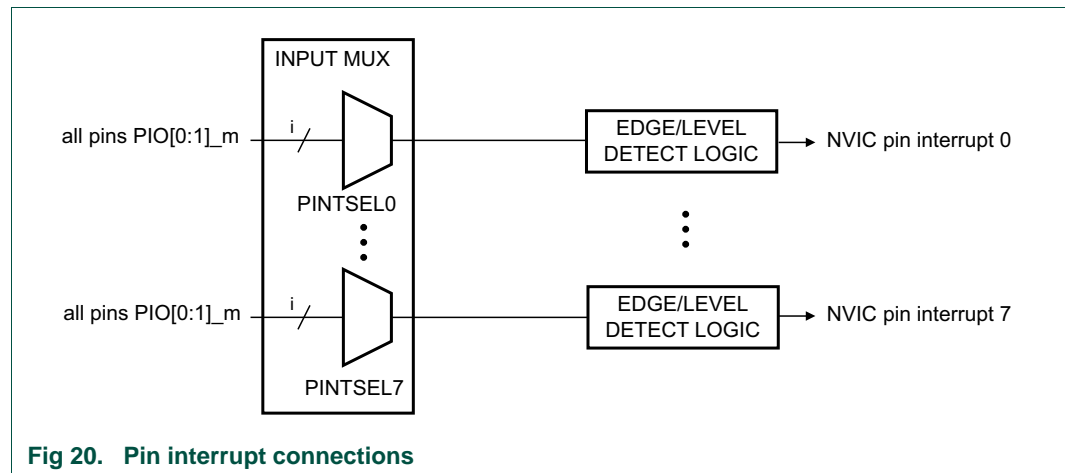 INPUT MUX
all pins PIO[0:1]_m
i
PINTSEL0
EDGE/LEVEL
DETECT LOGIC
NVIC pin interrupt 0
all pins PIO[0:1]_m
i
PINTSEL7
EDGE/LEVEL
DETECT LOGIC
NVIC pin interrupt 7
Fig 20. Pin interrupt connections